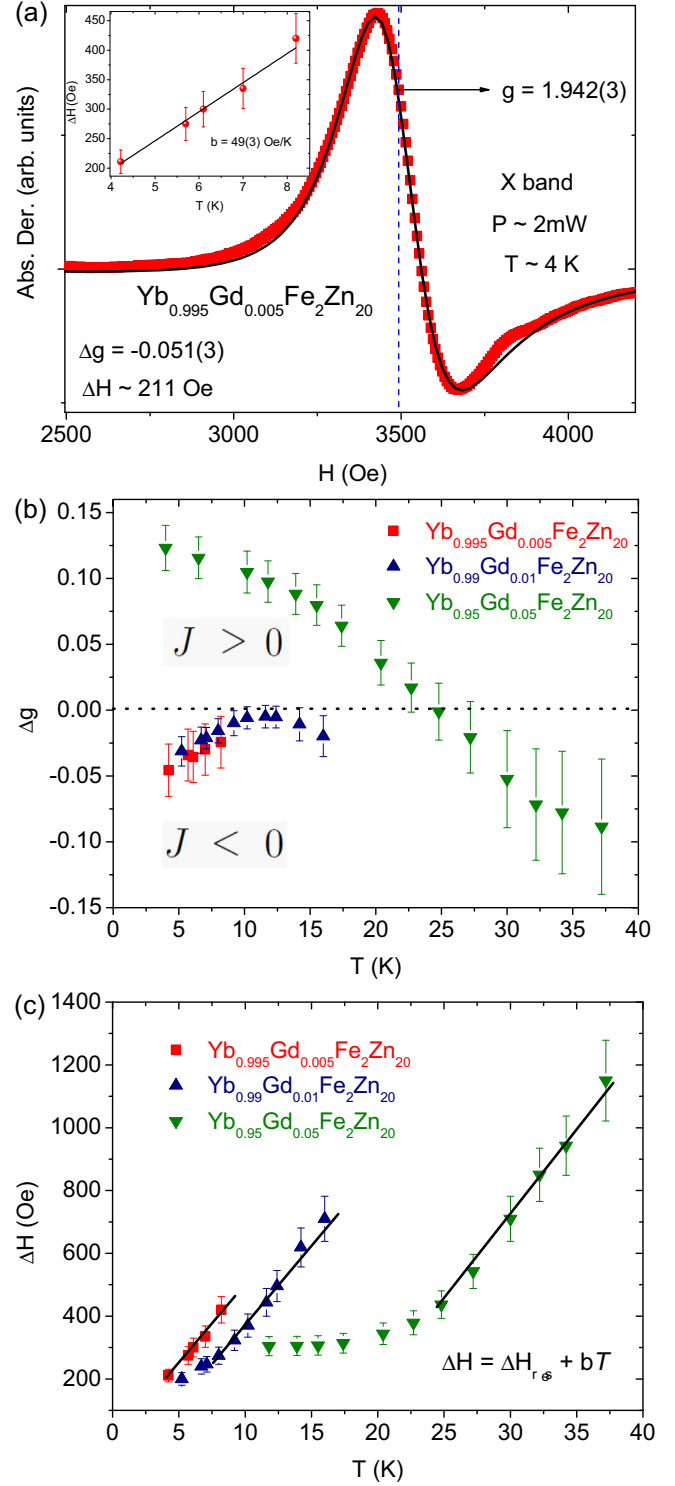 (a)
450
400
350
300
250
200
ΔH (Oe)
b = 49(3) Oe/K
4 5 6 7 8
T (K)
g = 1.942(3)
X band
P ~ 2mW
T ~ 4 K
Abs. Der. (arb. units)
Yb0.995Gd0.005Fe2Zn20
Δg = -0.051(3)
ΔH ~ 211 Oe
2500 3000 3500 4000
H (Oe)
(b)
0.15
0.10
0.05
0.00
-0.05
-0.10
-0.15
Δg
Yb0.995Gd0.005Fe2Zn20
Yb0.99Gd0.01Fe2Zn20
Yb0.95Gd0.05Fe2Zn20
J > 0
J < 0
0 5 10 15 20 25 30 35 40
T (K)
(c)
1400
1200
1000
800
600
400
200
ΔH (Oe)
Yb0.995Gd0.005Fe2Zn20
Yb0.99Gd0.01Fe2Zn20
Yb0.95Gd0.05Fe2Zn20
ΔH = ΔHres + bT
0 5 10 15 20 25 30 35 40
T (K)